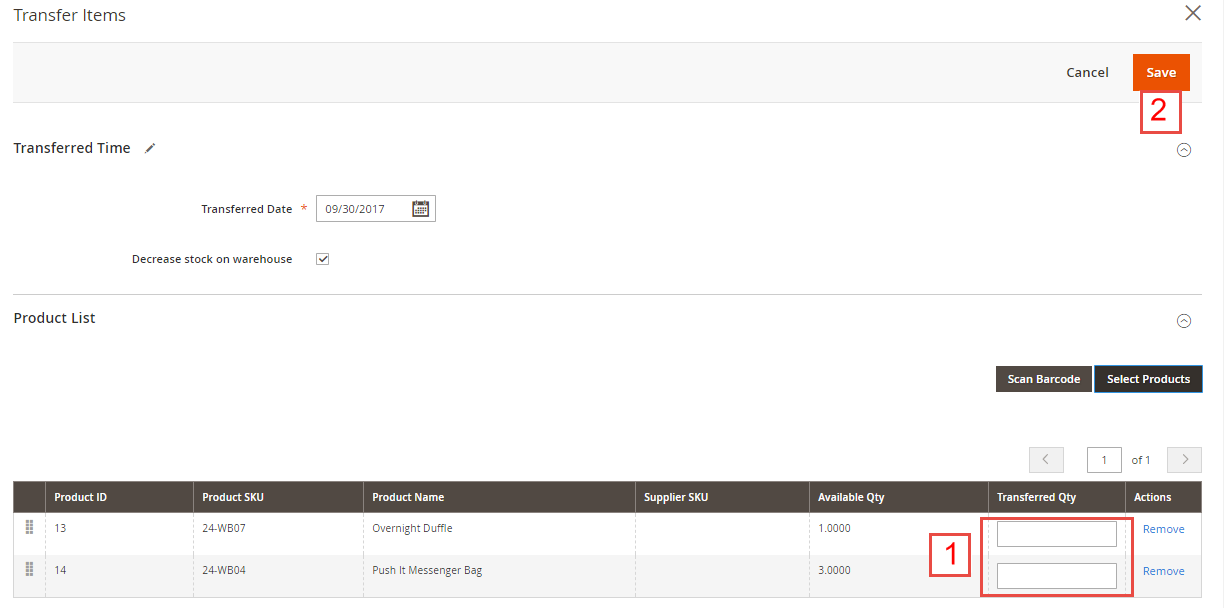 Transfer Items
Cancel Save
2
Transferred Time
Transferred Date * 09/30/2017
Decrease stock on warehouse
Product List
Scan Barcode Select Products
1 of 1
Product ID Product SKU Product Name Supplier SKU Available Qty Transferred Qty Actions
13 24-WB07 Overnight Duffle 1.0000 Remove
1
14 24-WB04 Push It Messenger Bag 3.0000 Remove